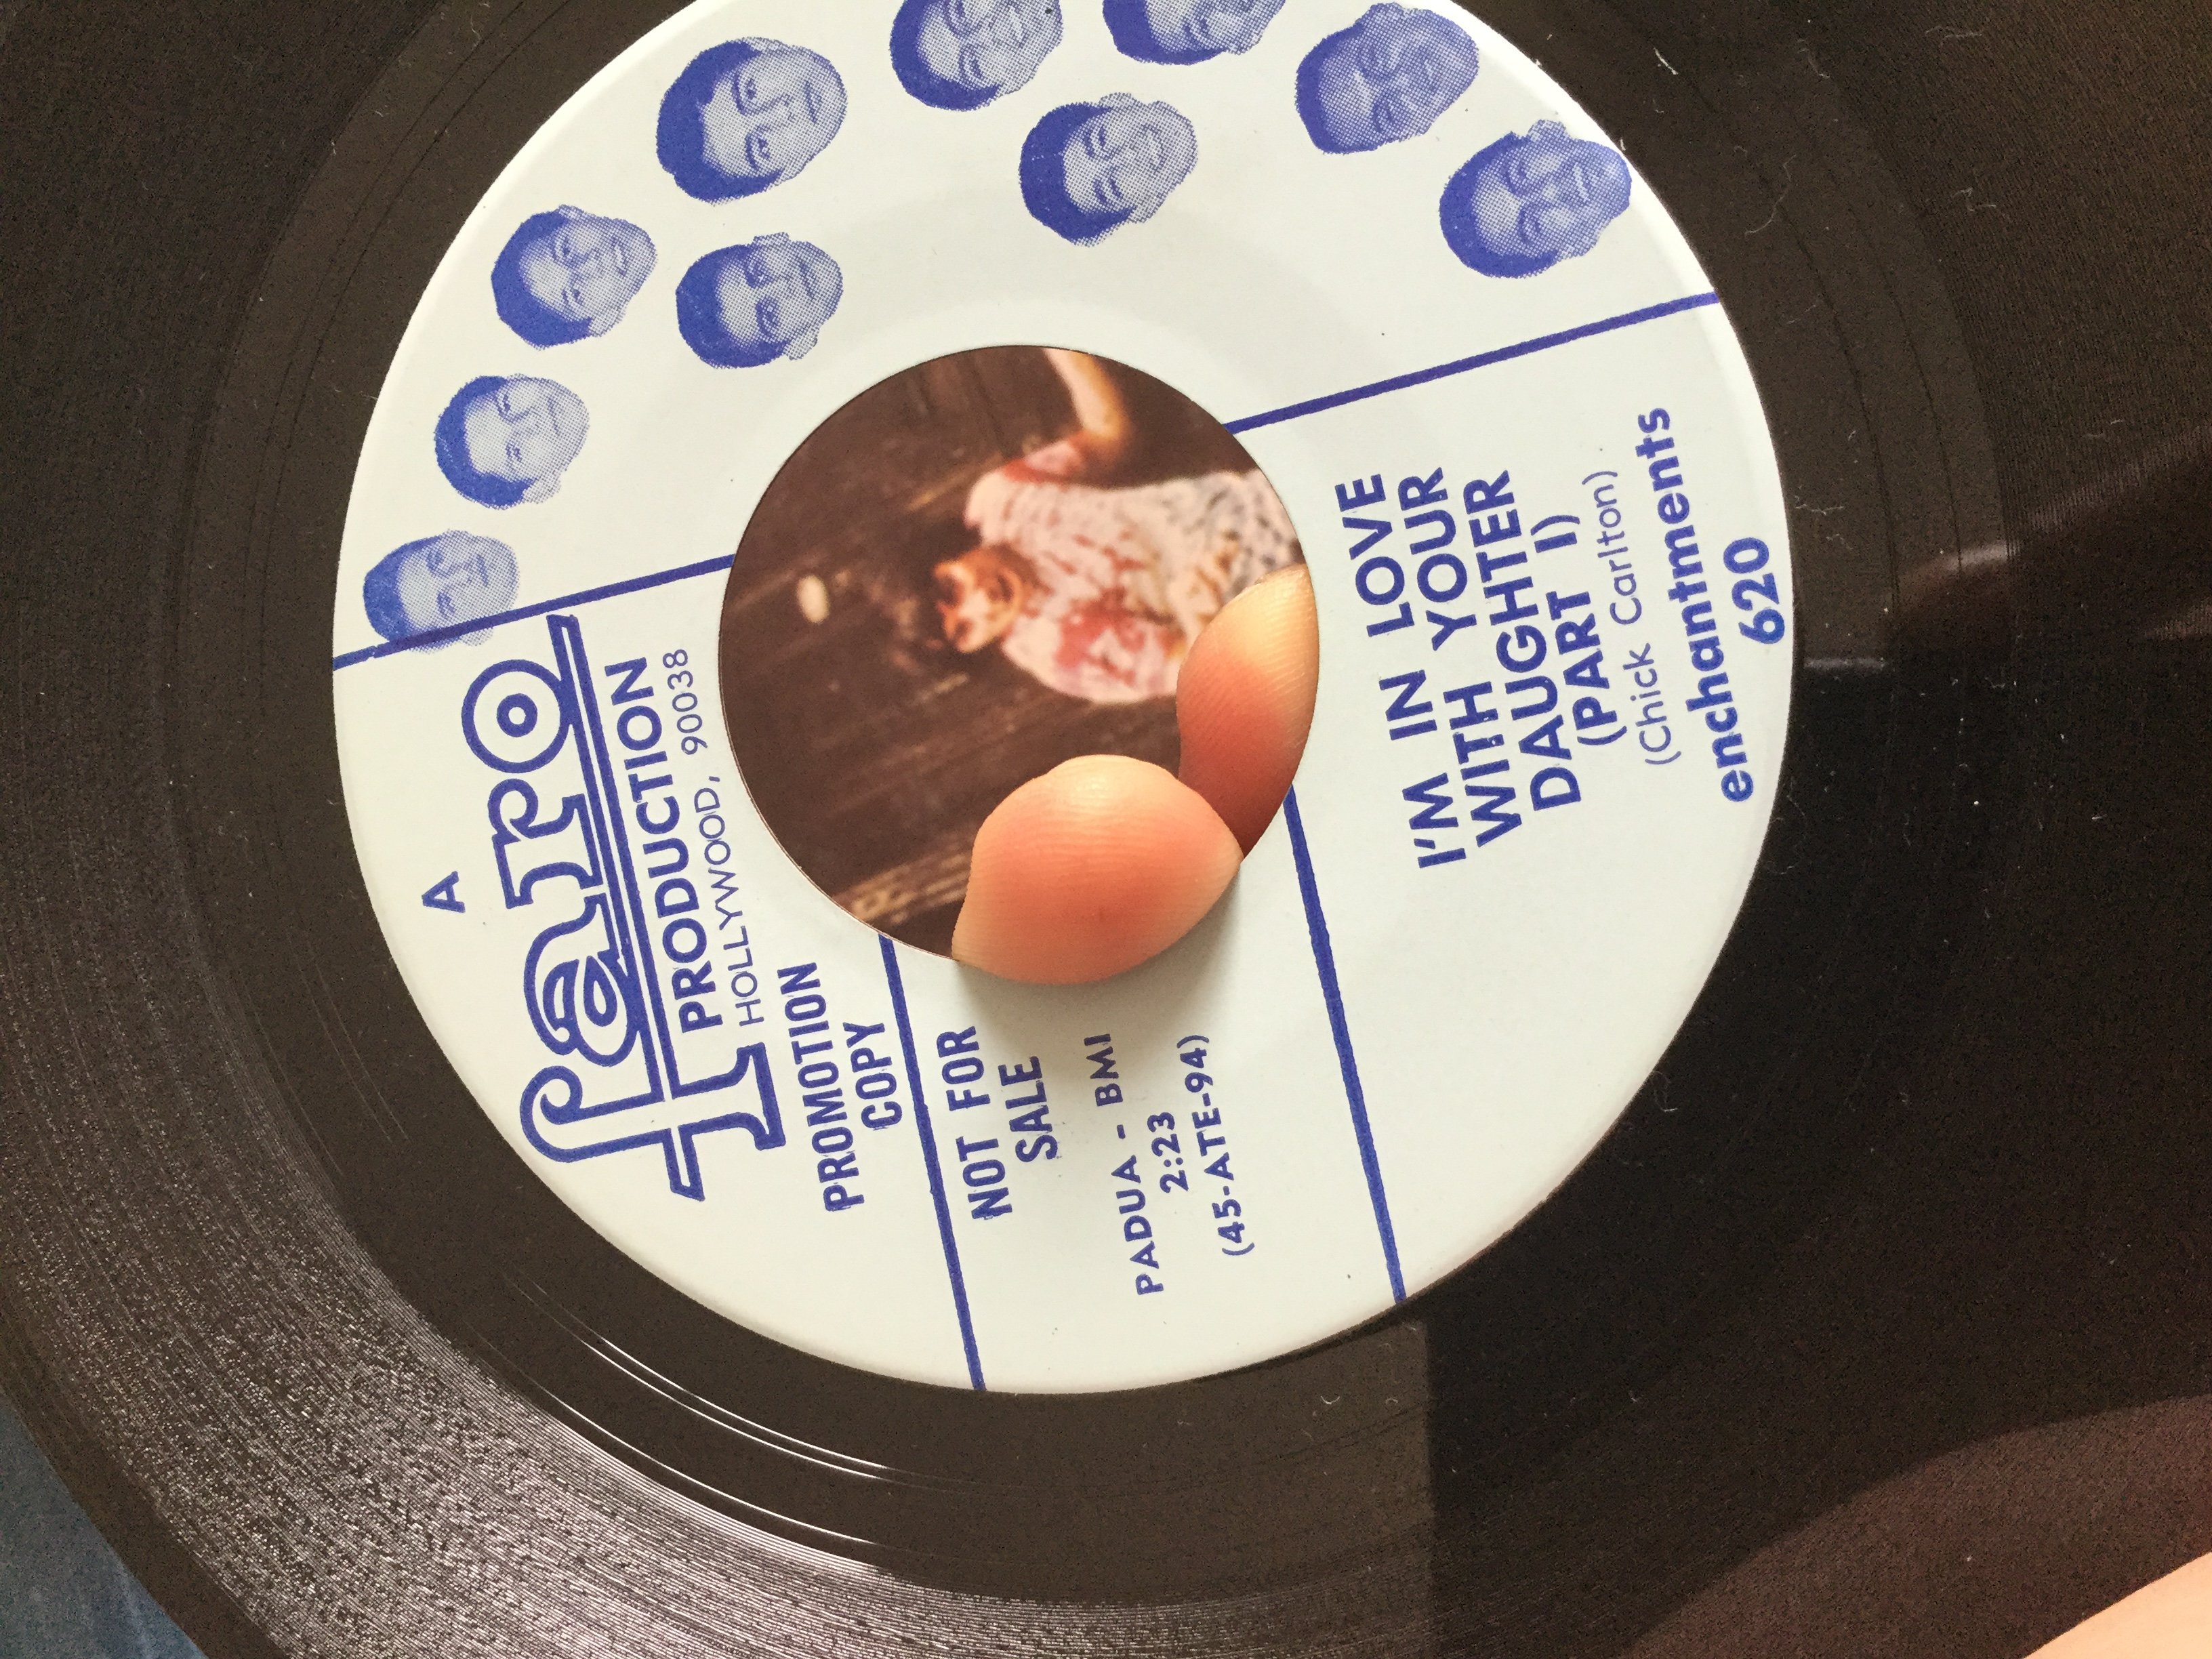 A
faro
PRODUCTION
HOLLYWOOD, 90038
PROMOTION
COPY
NOT FOR
SALE
PADUA - BMI
2:23
(45-ATE-94)
I'M IN LOVE
WITH YOUR
DAUGHTER
(PART I)
(Chick Carlton)
enchantments
620